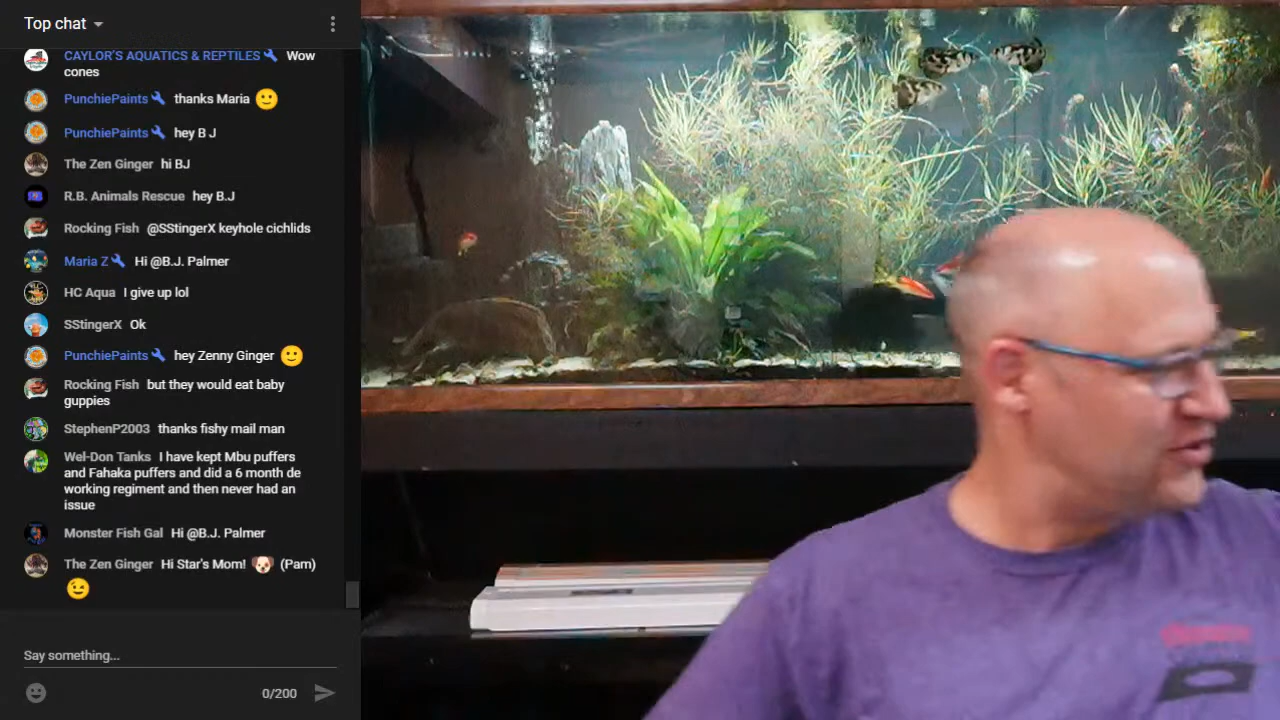 Top chat
CAYLOR'S AQUATICS & REPTILES Wow
cones
PunchiePaints thanks Maria
PunchiePaints hey B J
The Zen Ginger hi BJ
R.B. Animals Rescue hey B.J
Rocking Fish @SStingerX keyhole cichlids
Maria Z Hi @B.J. Palmer
HC Aqua I give up lol
SStingerX Ok
PunchiePaints hey Zenny Ginger
Rocking Fish but they would eat baby
guppies
StephenP2003 thanks fishy mail man
Wel-Don Tanks I have kept Mbu puffers
and Fahaka puffers and did a 6 month de
working regiment and then never had an
issue
Monster Fish Gal Hi @B.J. Palmer
The Zen Ginger Hi Star's Mom! (Pam)
Say something...
0/200